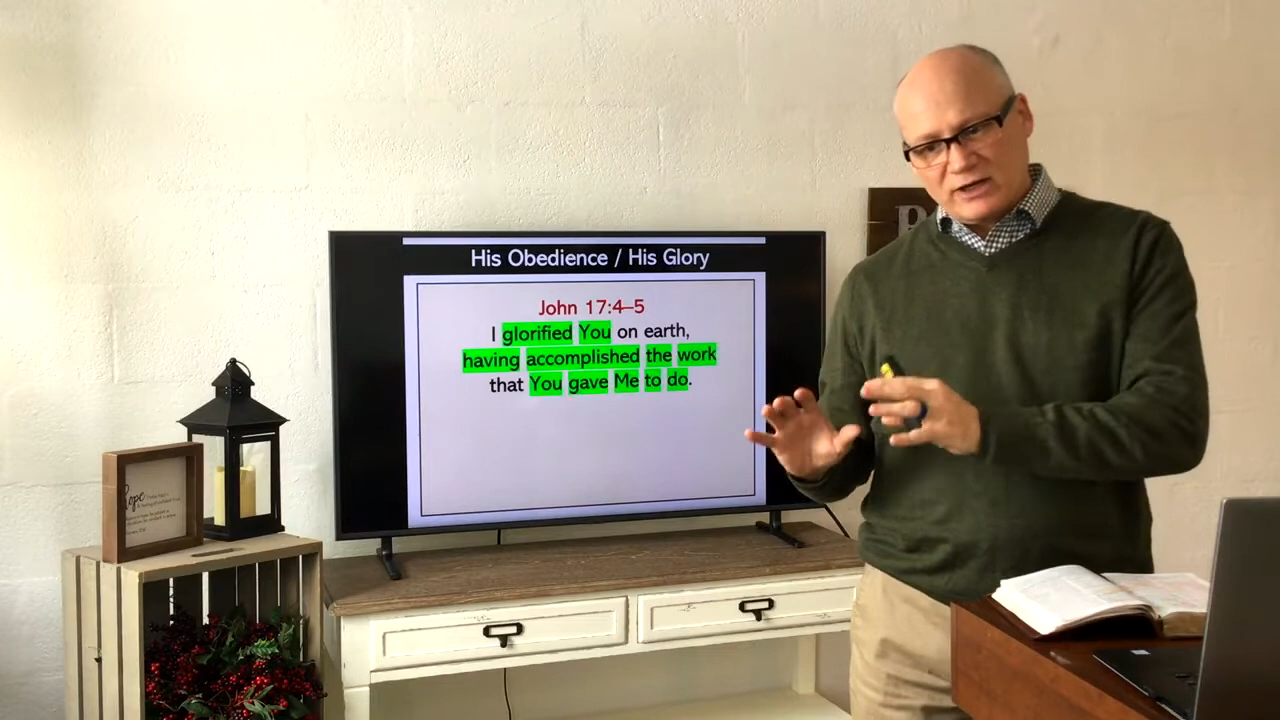 His Obedience / His Glory
John 17:4–5
I glorified You on earth,
having accomplished the work
that You gave Me to do.